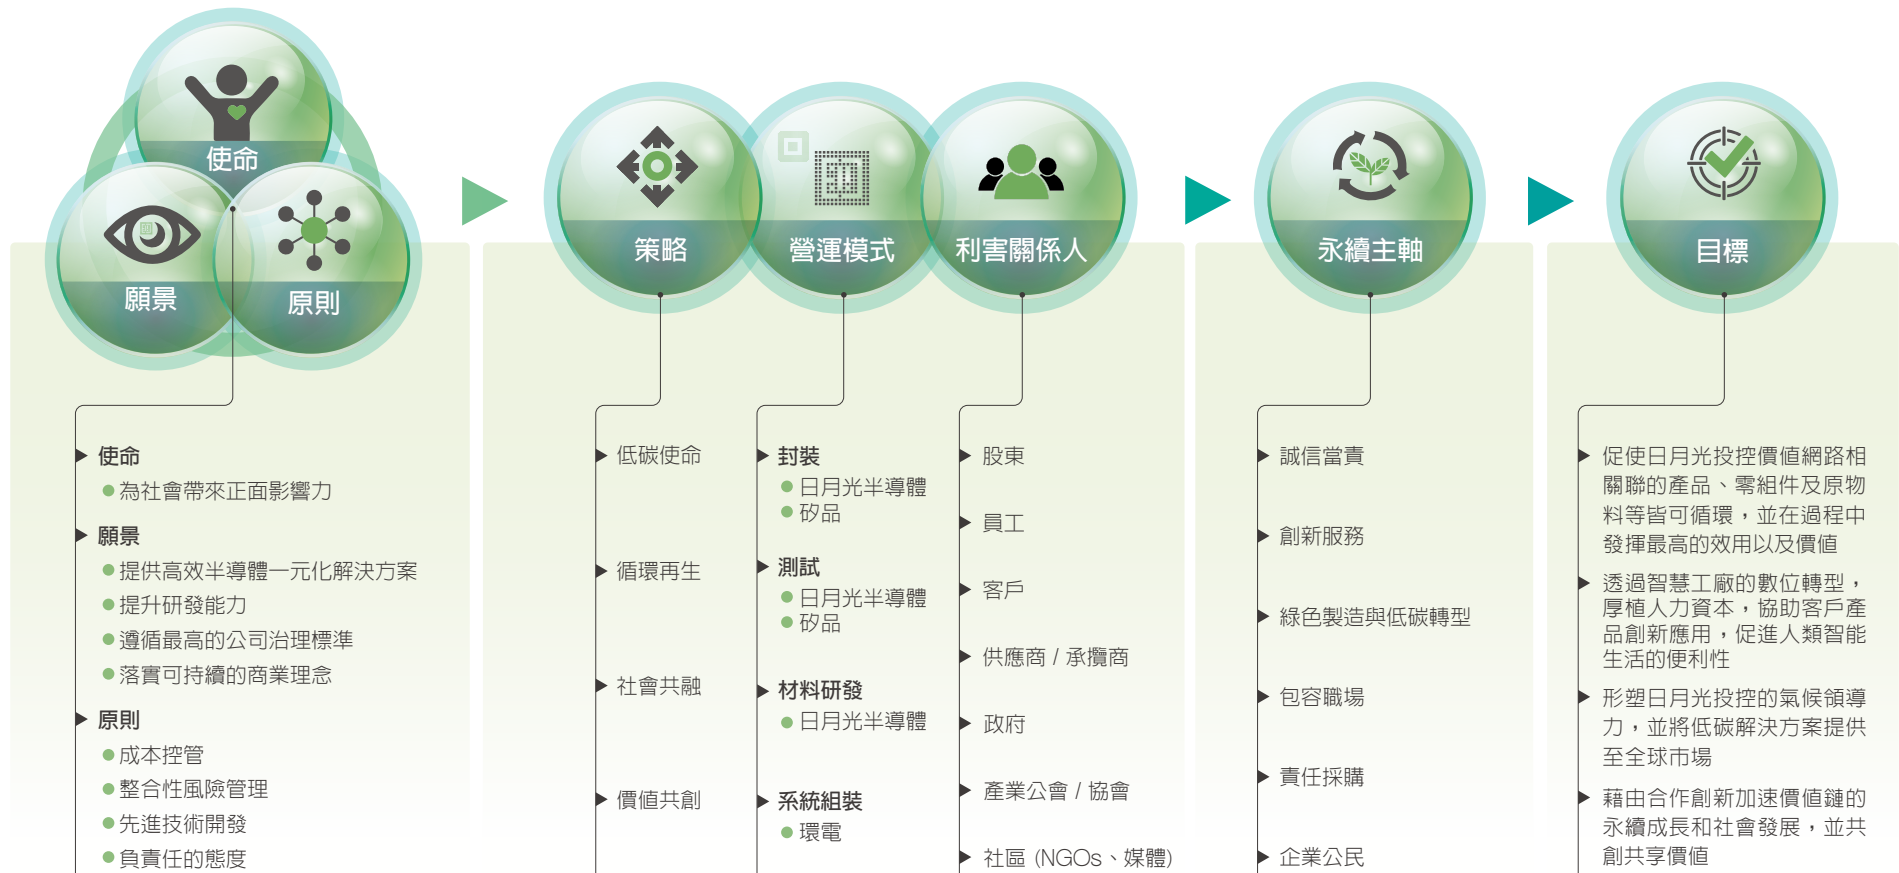 使命
願景
原則
使命
為社會帶來正面影響力
願景
提供高效半導體一元化解決方案
提升研發能力
遵循最高的公司治理標準
落實可持續的商業理念
原則
成本控管
整合性風險管理
先進技術開發
負責任的態度
策略
營運模式
利害關係人
低碳使命
循環再生
社會共融
價值共創
封裝
日月光半導體
矽品
測試
日月光半導體
矽品
材料研發
日月光半導體
系統組裝
環電
股東
員工
客戶
供應商 / 承攬商
政府
產業公會 / 協會
社區 (NGOs、媒體)
永續主軸
誠信當責
創新服務
綠色製造與低碳轉型
包容職場
責任採購
企業公民
目標
促使日月光投控價值網路相
關聯的產品、零組件及原物
料等皆可循環，並在過程中
發揮最高的效用以及價值
透過智慧工廠的數位轉型，
厚植人力資本，協助客戶產
品創新應用，促進人類智能
生活的便利性
形塑日月光投控的氣候領導
力，並將低碳解決方案提供
至全球市場
藉由合作創新加速價值鏈的
永續成長和社會發展，並共
創共享價值